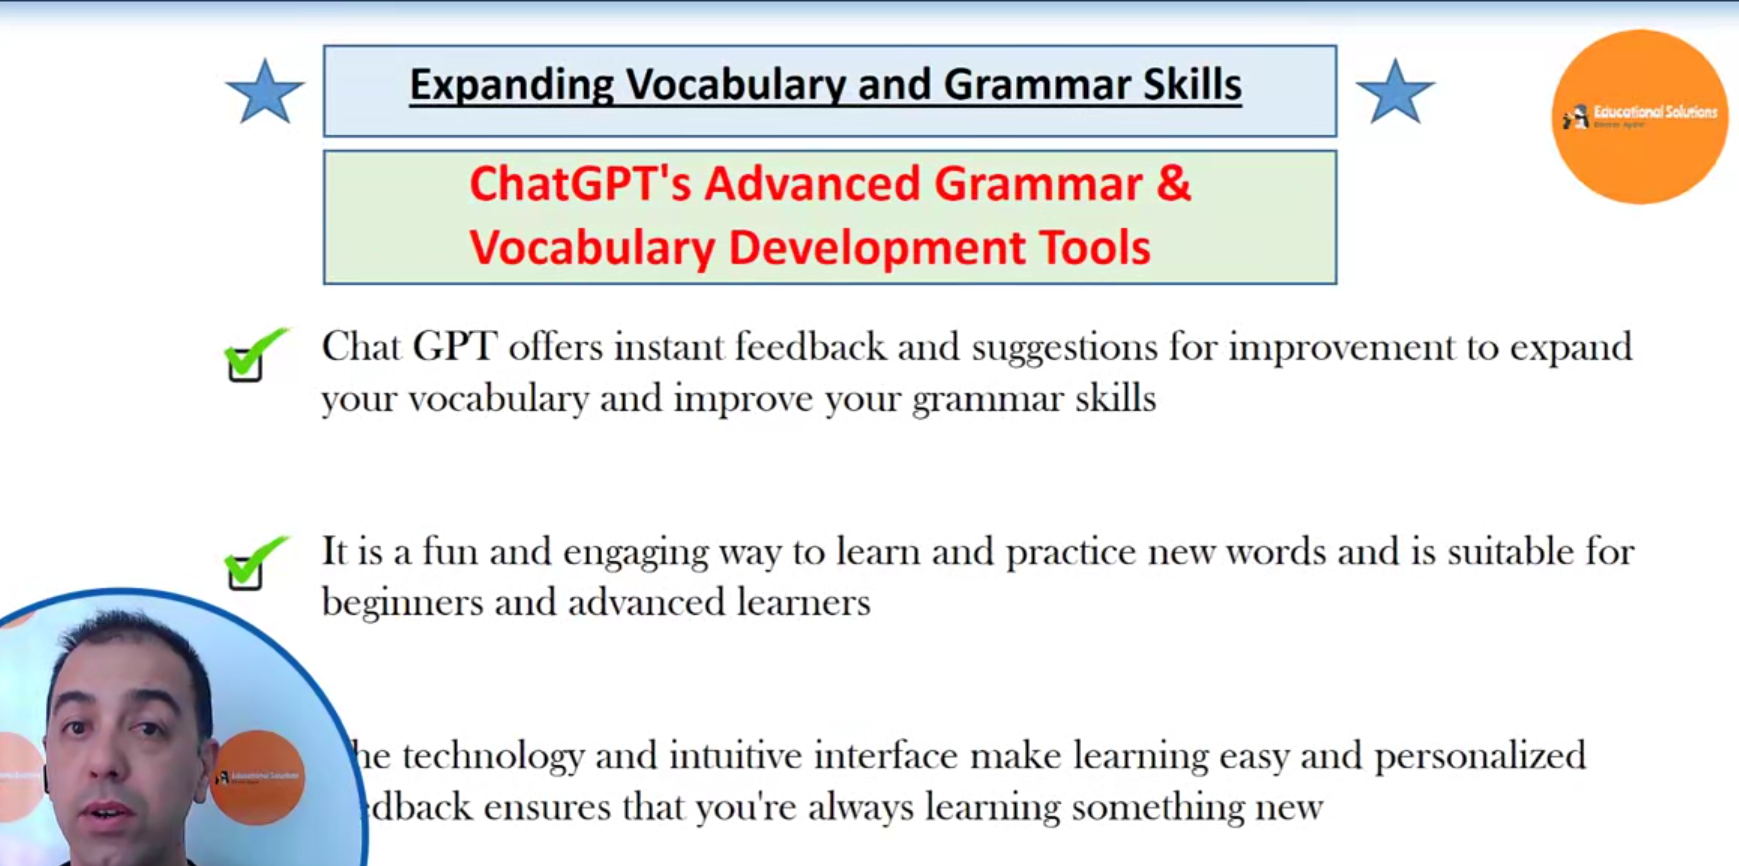 Expanding Vocabulary and Grammar Skills
Educational Solutions
ChatGPT's Advanced Grammar &
Vocabulary Development Tools
Chat GPT offers instant feedback and suggestions for improvement to expand
your vocabulary and improve your grammar skills
It is a fun and engaging way to learn and practice new words and is suitable for
beginners and advanced learners
he technology and intuitive interface make learning easy and personalized
edback ensures that you're always learning something new
Educational Solutions